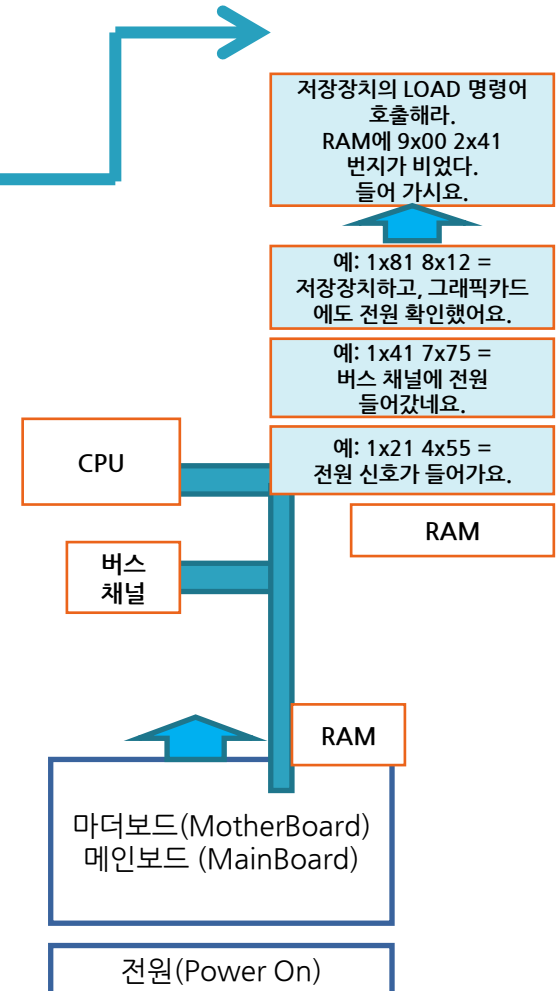 저장장치의 LOAD 명령어
호출해라.
RAM에 9x00 2x41
번지가 비었다.
들어 가시요.
예: 1x81 8x12 =
저장장치하고, 그래픽카드
에도 전원 확인했어요.
예: 1x41 7x75 =
버스 채널에 전원
들어갔네요.
예: 1x21 4x55 =
전원 신호가 들어가요.
CPU
RAM
버스
채널
RAM
마더보드(MotherBoard)
메인보드 (MainBoard)
전원(Power On)